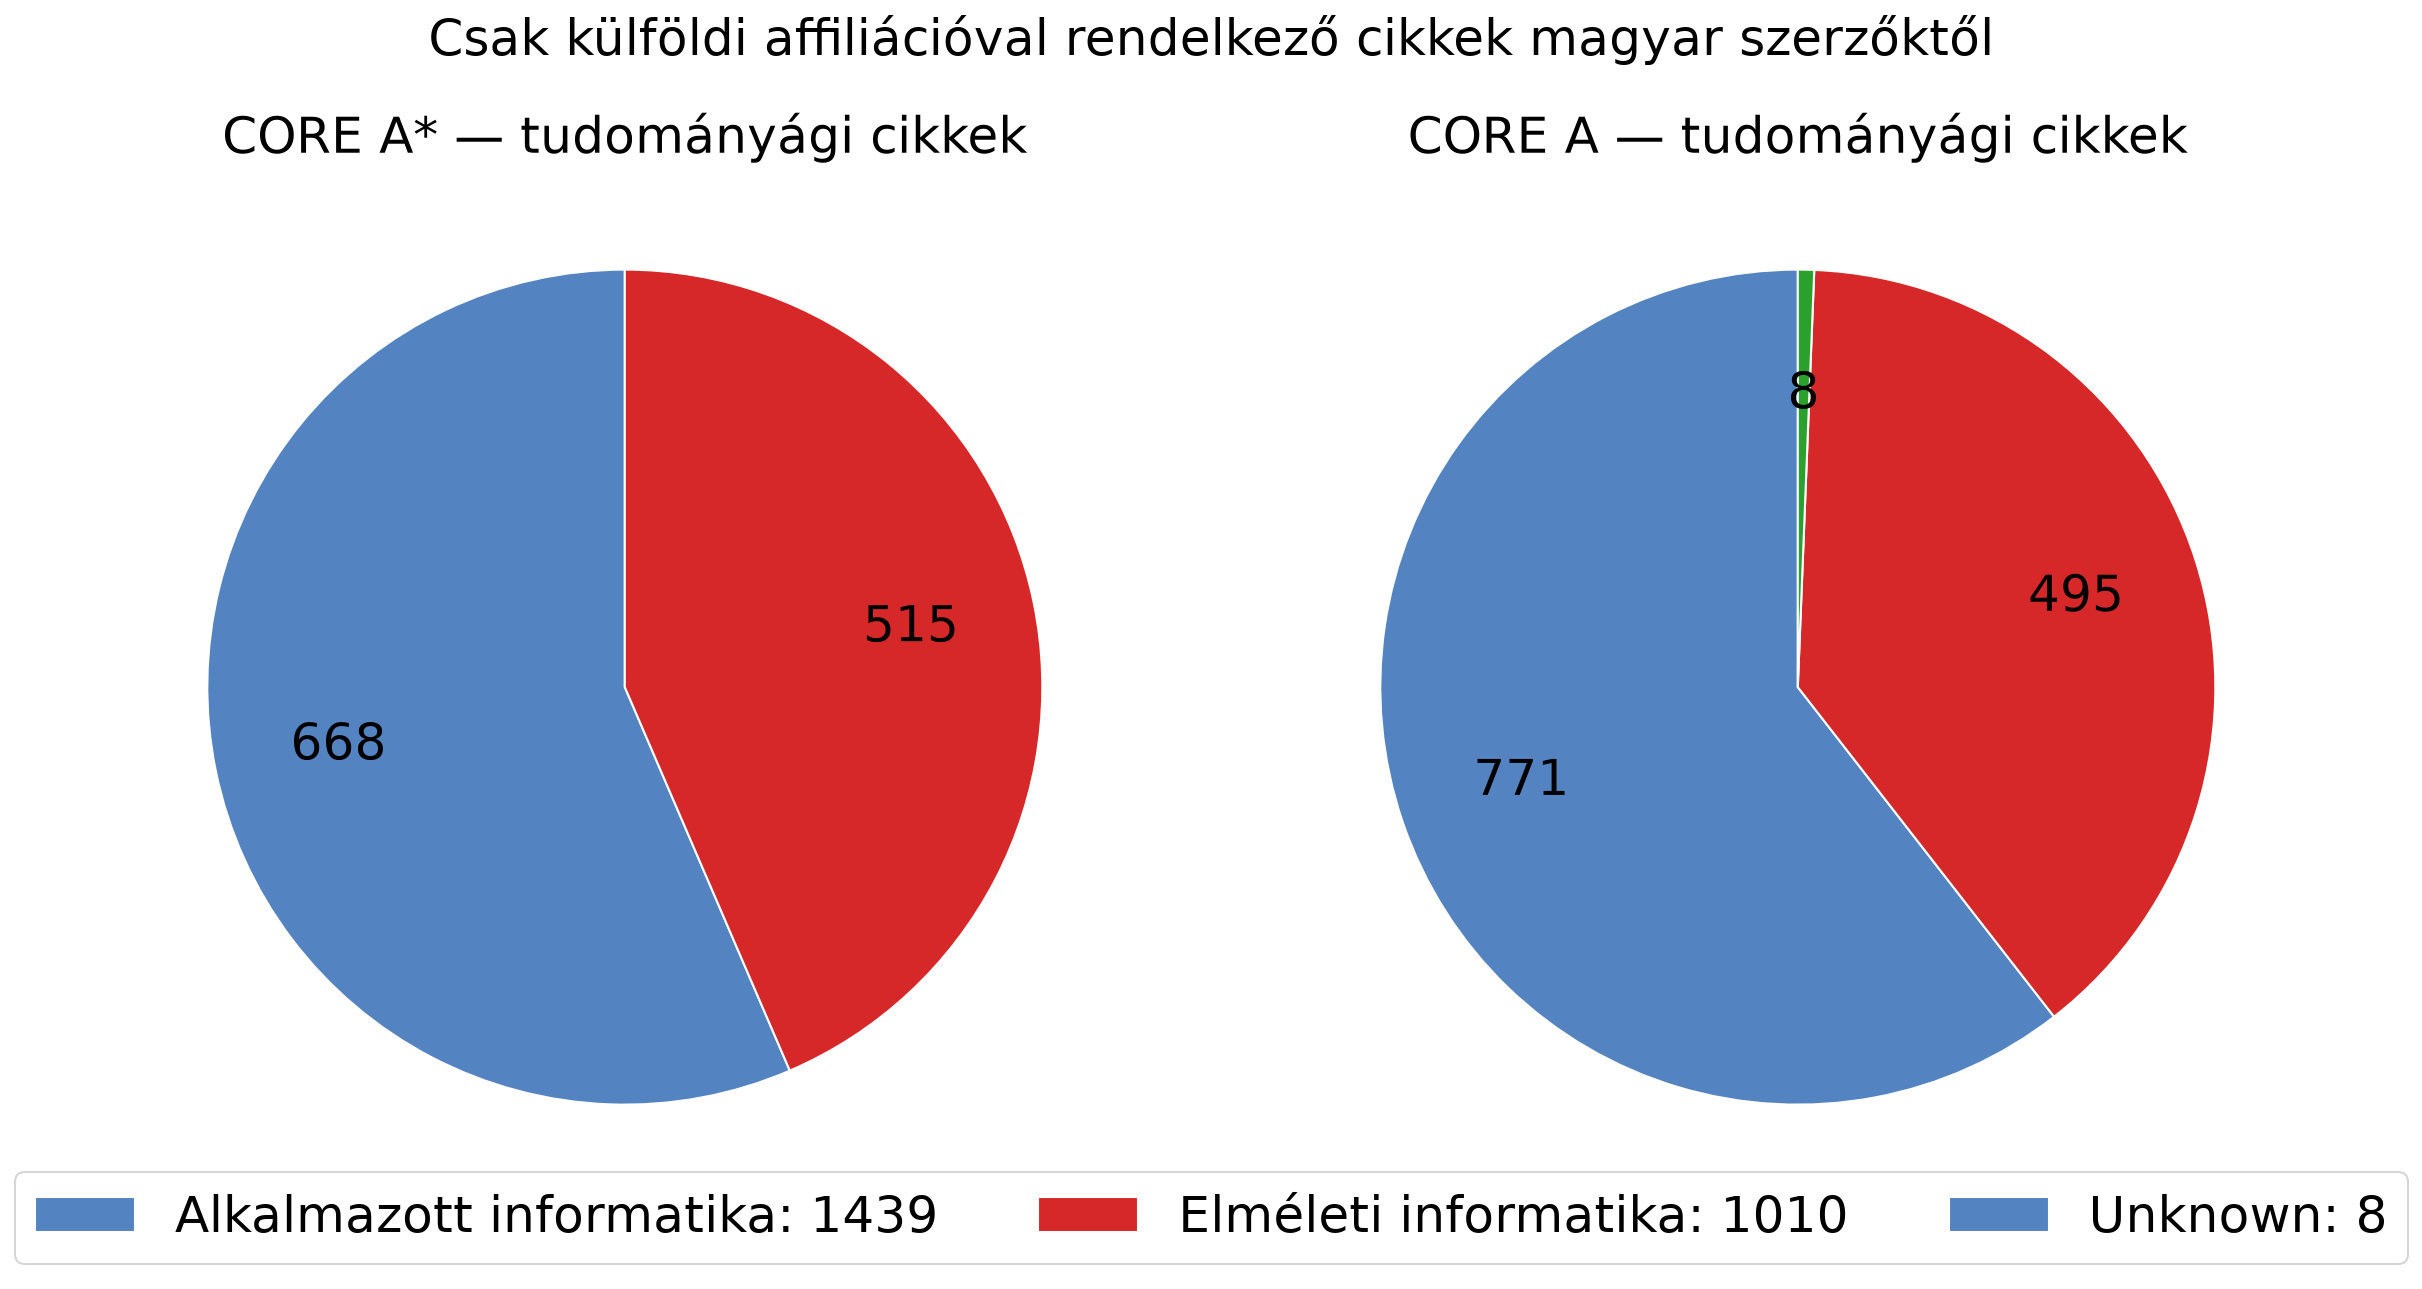 Csak külföldi affiliációval rendelkező cikkek magyar szerzőktől
CORE A* — tudományági cikkek
CORE A — tudományági cikkek
515
668
8
495
771
Alkalmazott informatika: 1439
Elméleti informatika: 1010
Unknown: 8